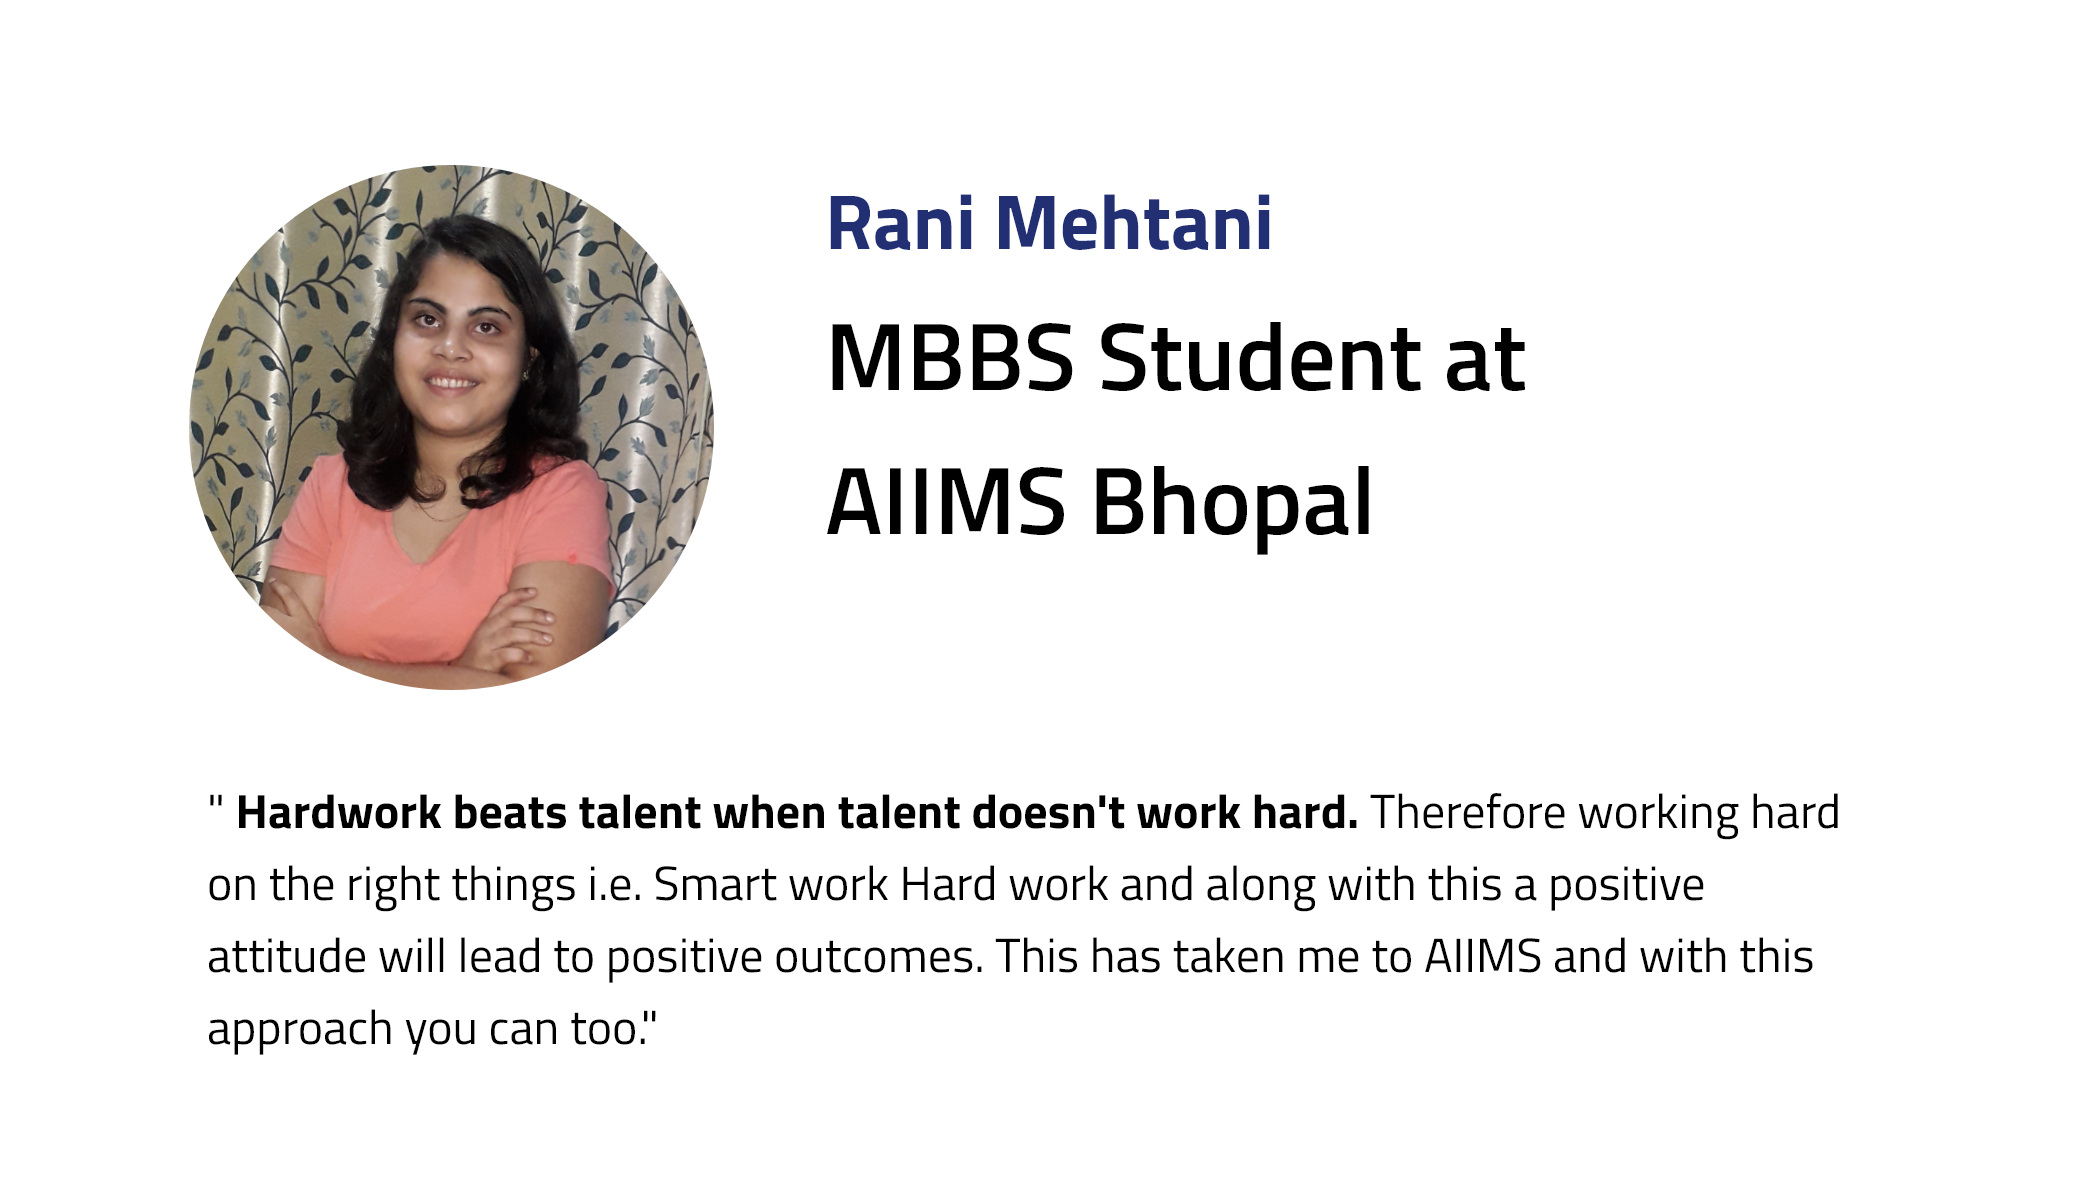 Rani Mehtani
MBBS Student at
AIIMS Bhopal
" Hardwork beats talent when talent doesn't work hard. Therefore working hard
on the right things i.e. Smart work Hard work and along with this a positive
attitude will lead to positive outcomes. This has taken me to AIIMS and with this
approach you can too."